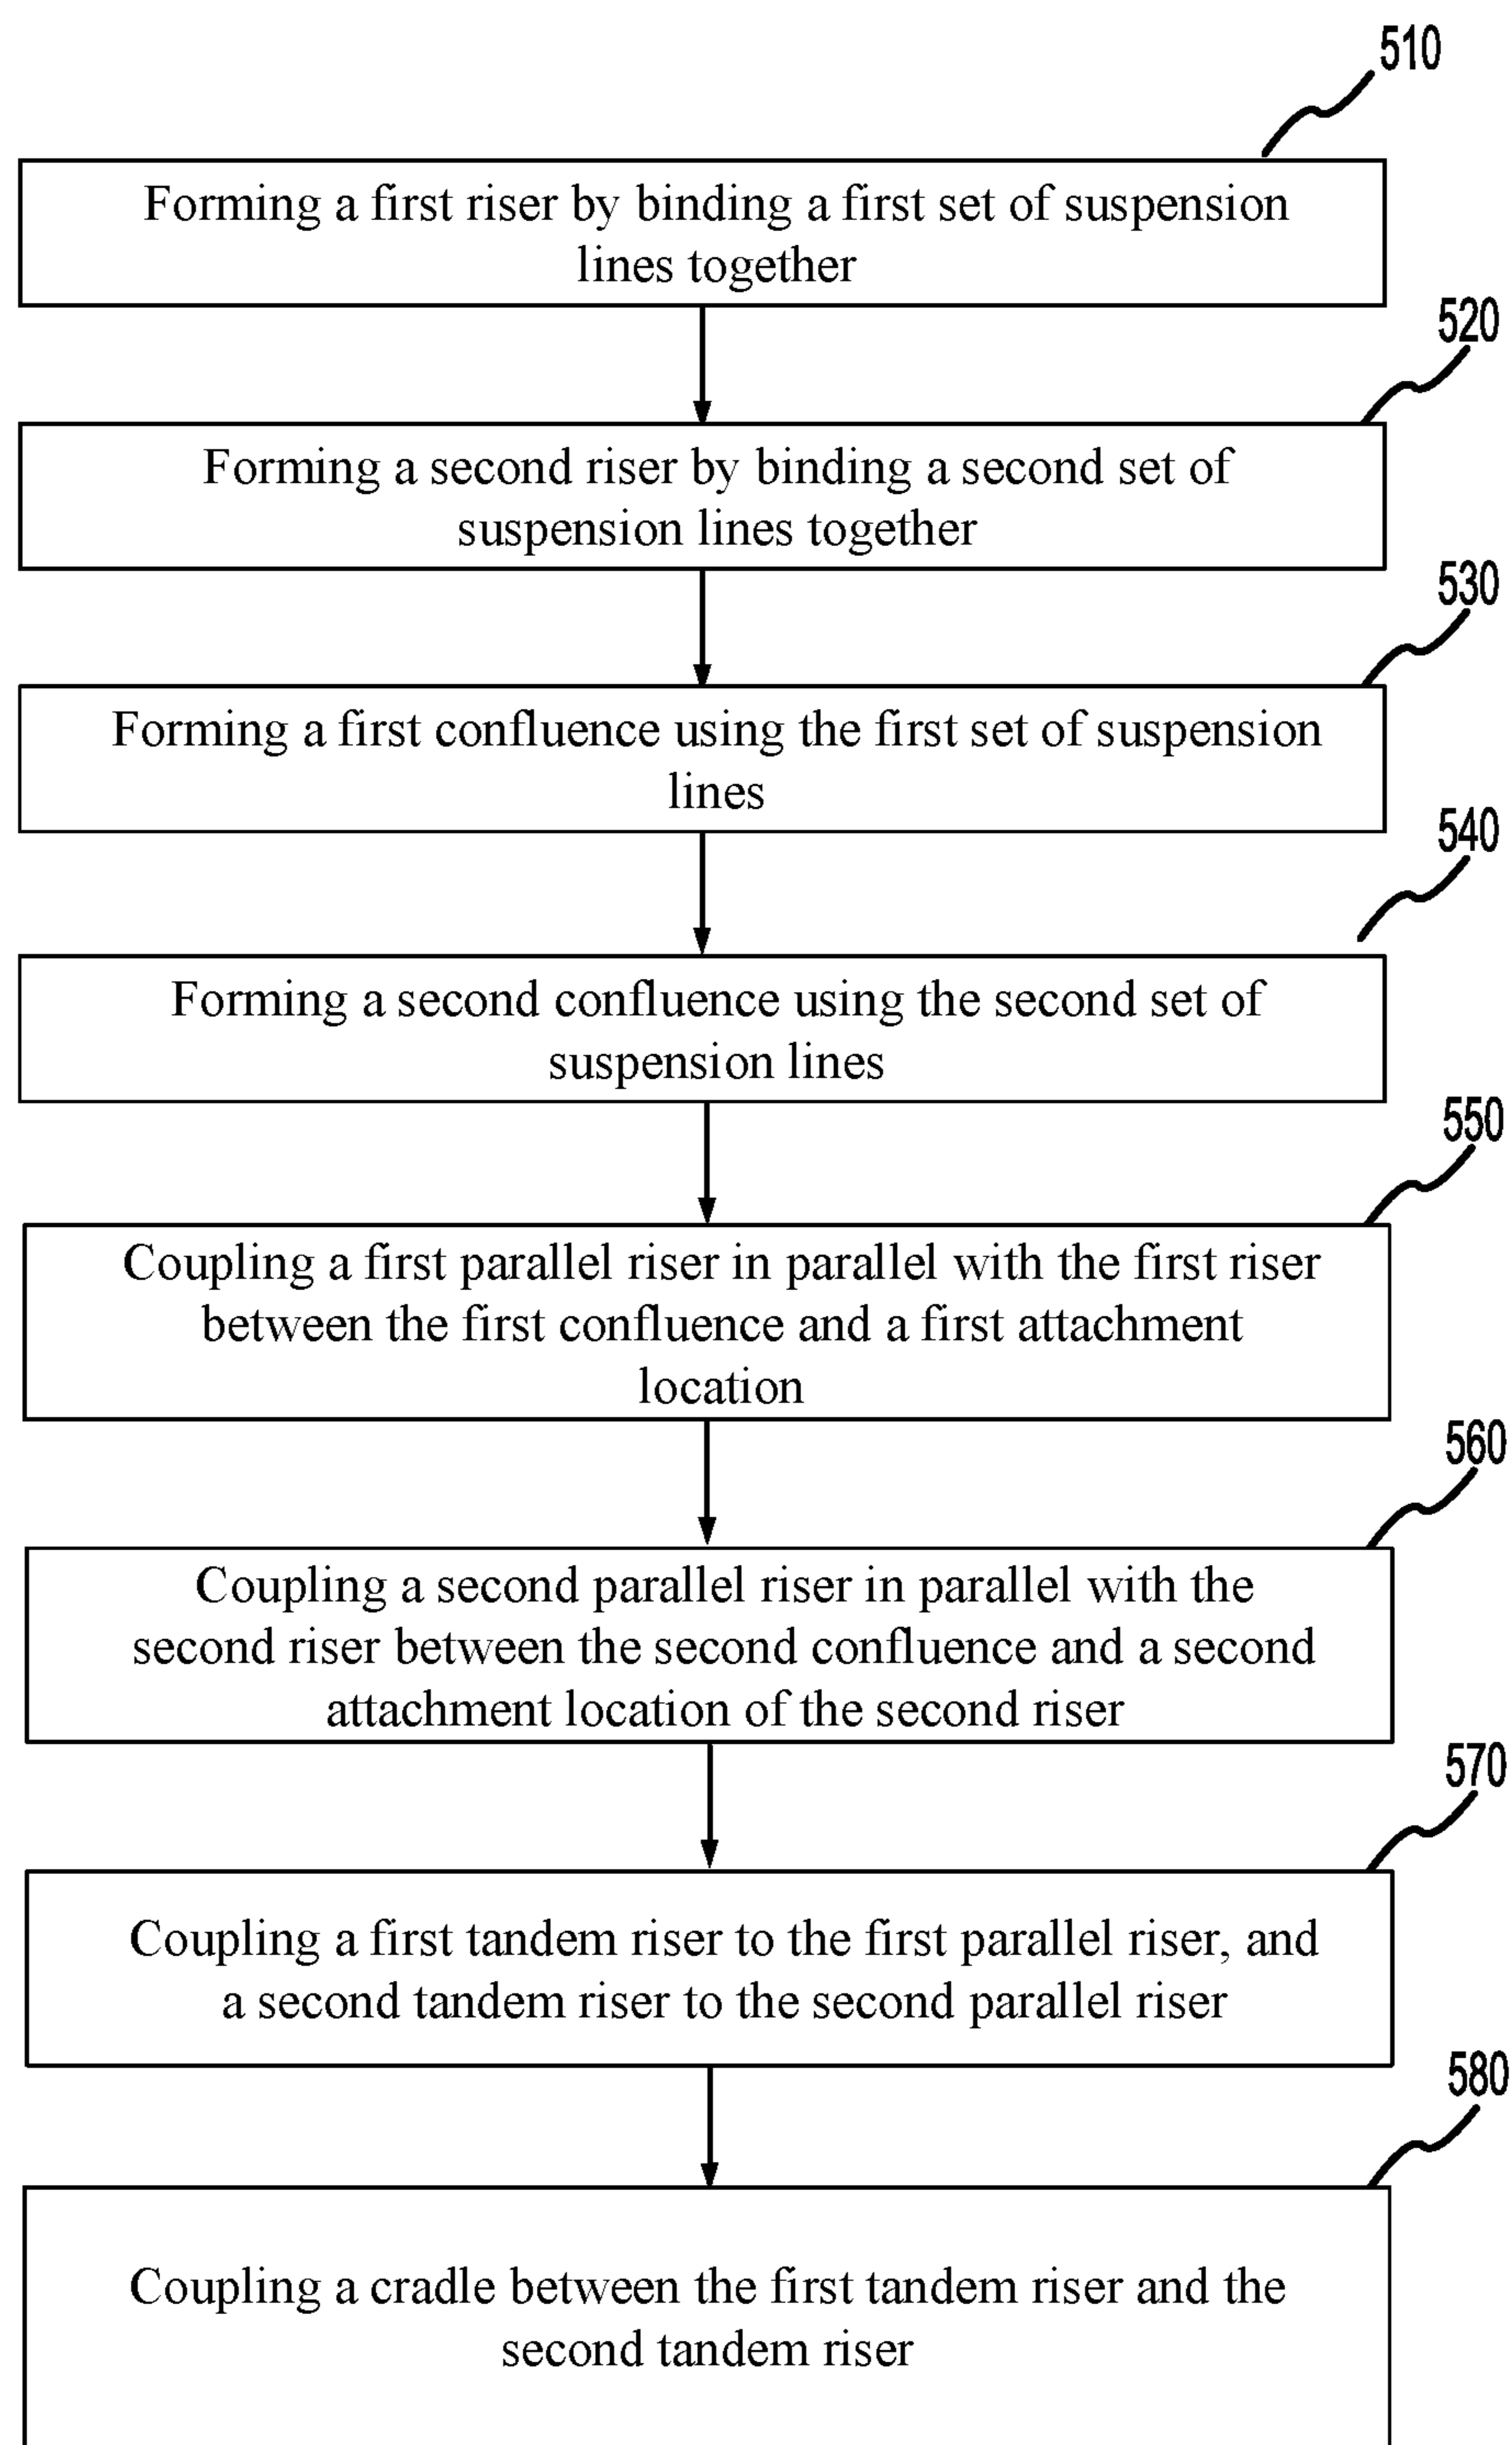 510
Forming a first riser by binding a first set of suspension
lines together
520
Forming a second riser by binding a second set of
suspension lines together
530
Forming a first confluence using the first set of suspension
lines
540
Forming a second confluence using the second set of
suspension lines
550
Coupling a first parallel riser in parallel with the first riser
between the first confluence and a first attachment
location
560
Coupling a second parallel riser in parallel with the
second riser between the second confluence and a second
attachment location of the second riser
570
Coupling a first tandem riser to the first parallel riser, and
a second tandem riser to the second parallel riser
580
Coupling a cradle between the first tandem riser and the
second tandem riser